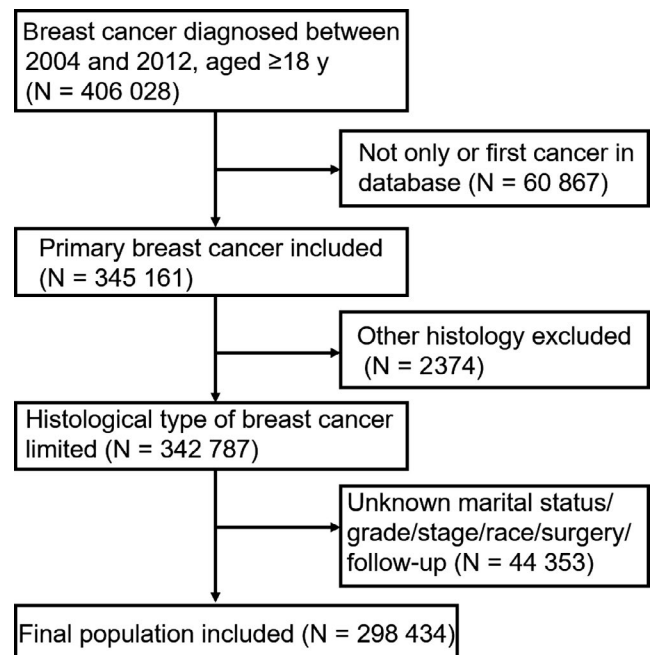 Breast cancer diagnosed between
2004 and 2012, aged ≥18 y
(N = 406 028)
Not only or first cancer in
database (N = 60 867)
Primary breast cancer included
(N = 345 161)
Other histology excluded
(N = 2374)
Histological type of breast cancer
limited (N = 342 787)
Unknown marital status/
grade/stage/race/surgery/
follow-up (N = 44 353)
Final population included (N = 298 434)